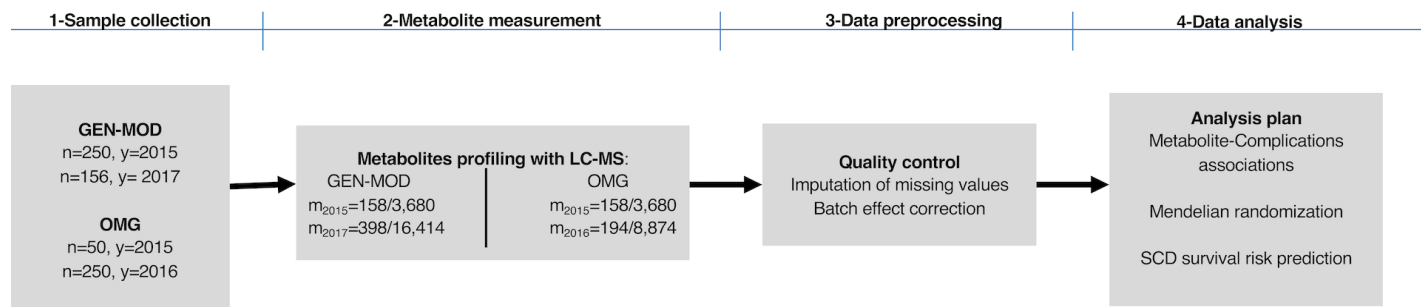 1-Sample collection
2-Metabolite measurement
3-Data preprocessing
4-Data analysis
GEN-MOD
n=250, y=2015
n=156, y= 2017
OMG
n=50, y=2015
n=250, y=2016
Metabolites profiling with LC-MS:
GEN-MOD
m2015=158/3,680
m2017=398/16,414
OMG
m2015=158/3,680
m2016=194/8,874
Quality control
Imputation of missing values
Batch effect correction
Analysis plan
Metabolite-Complications
associations
Mendelian randomization
SCD survival risk prediction